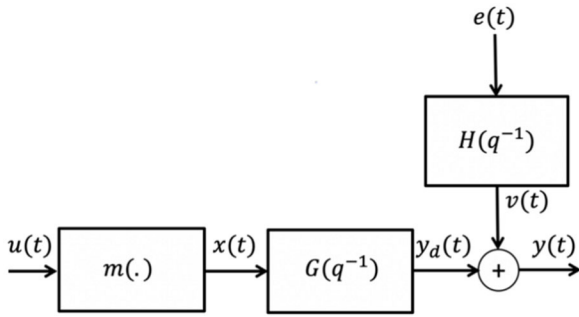 e(t)
H(q⁻¹)
v(t)
u(t)
m(.)
x(t)
G(q⁻¹)
y_d(t)
+
y(t)